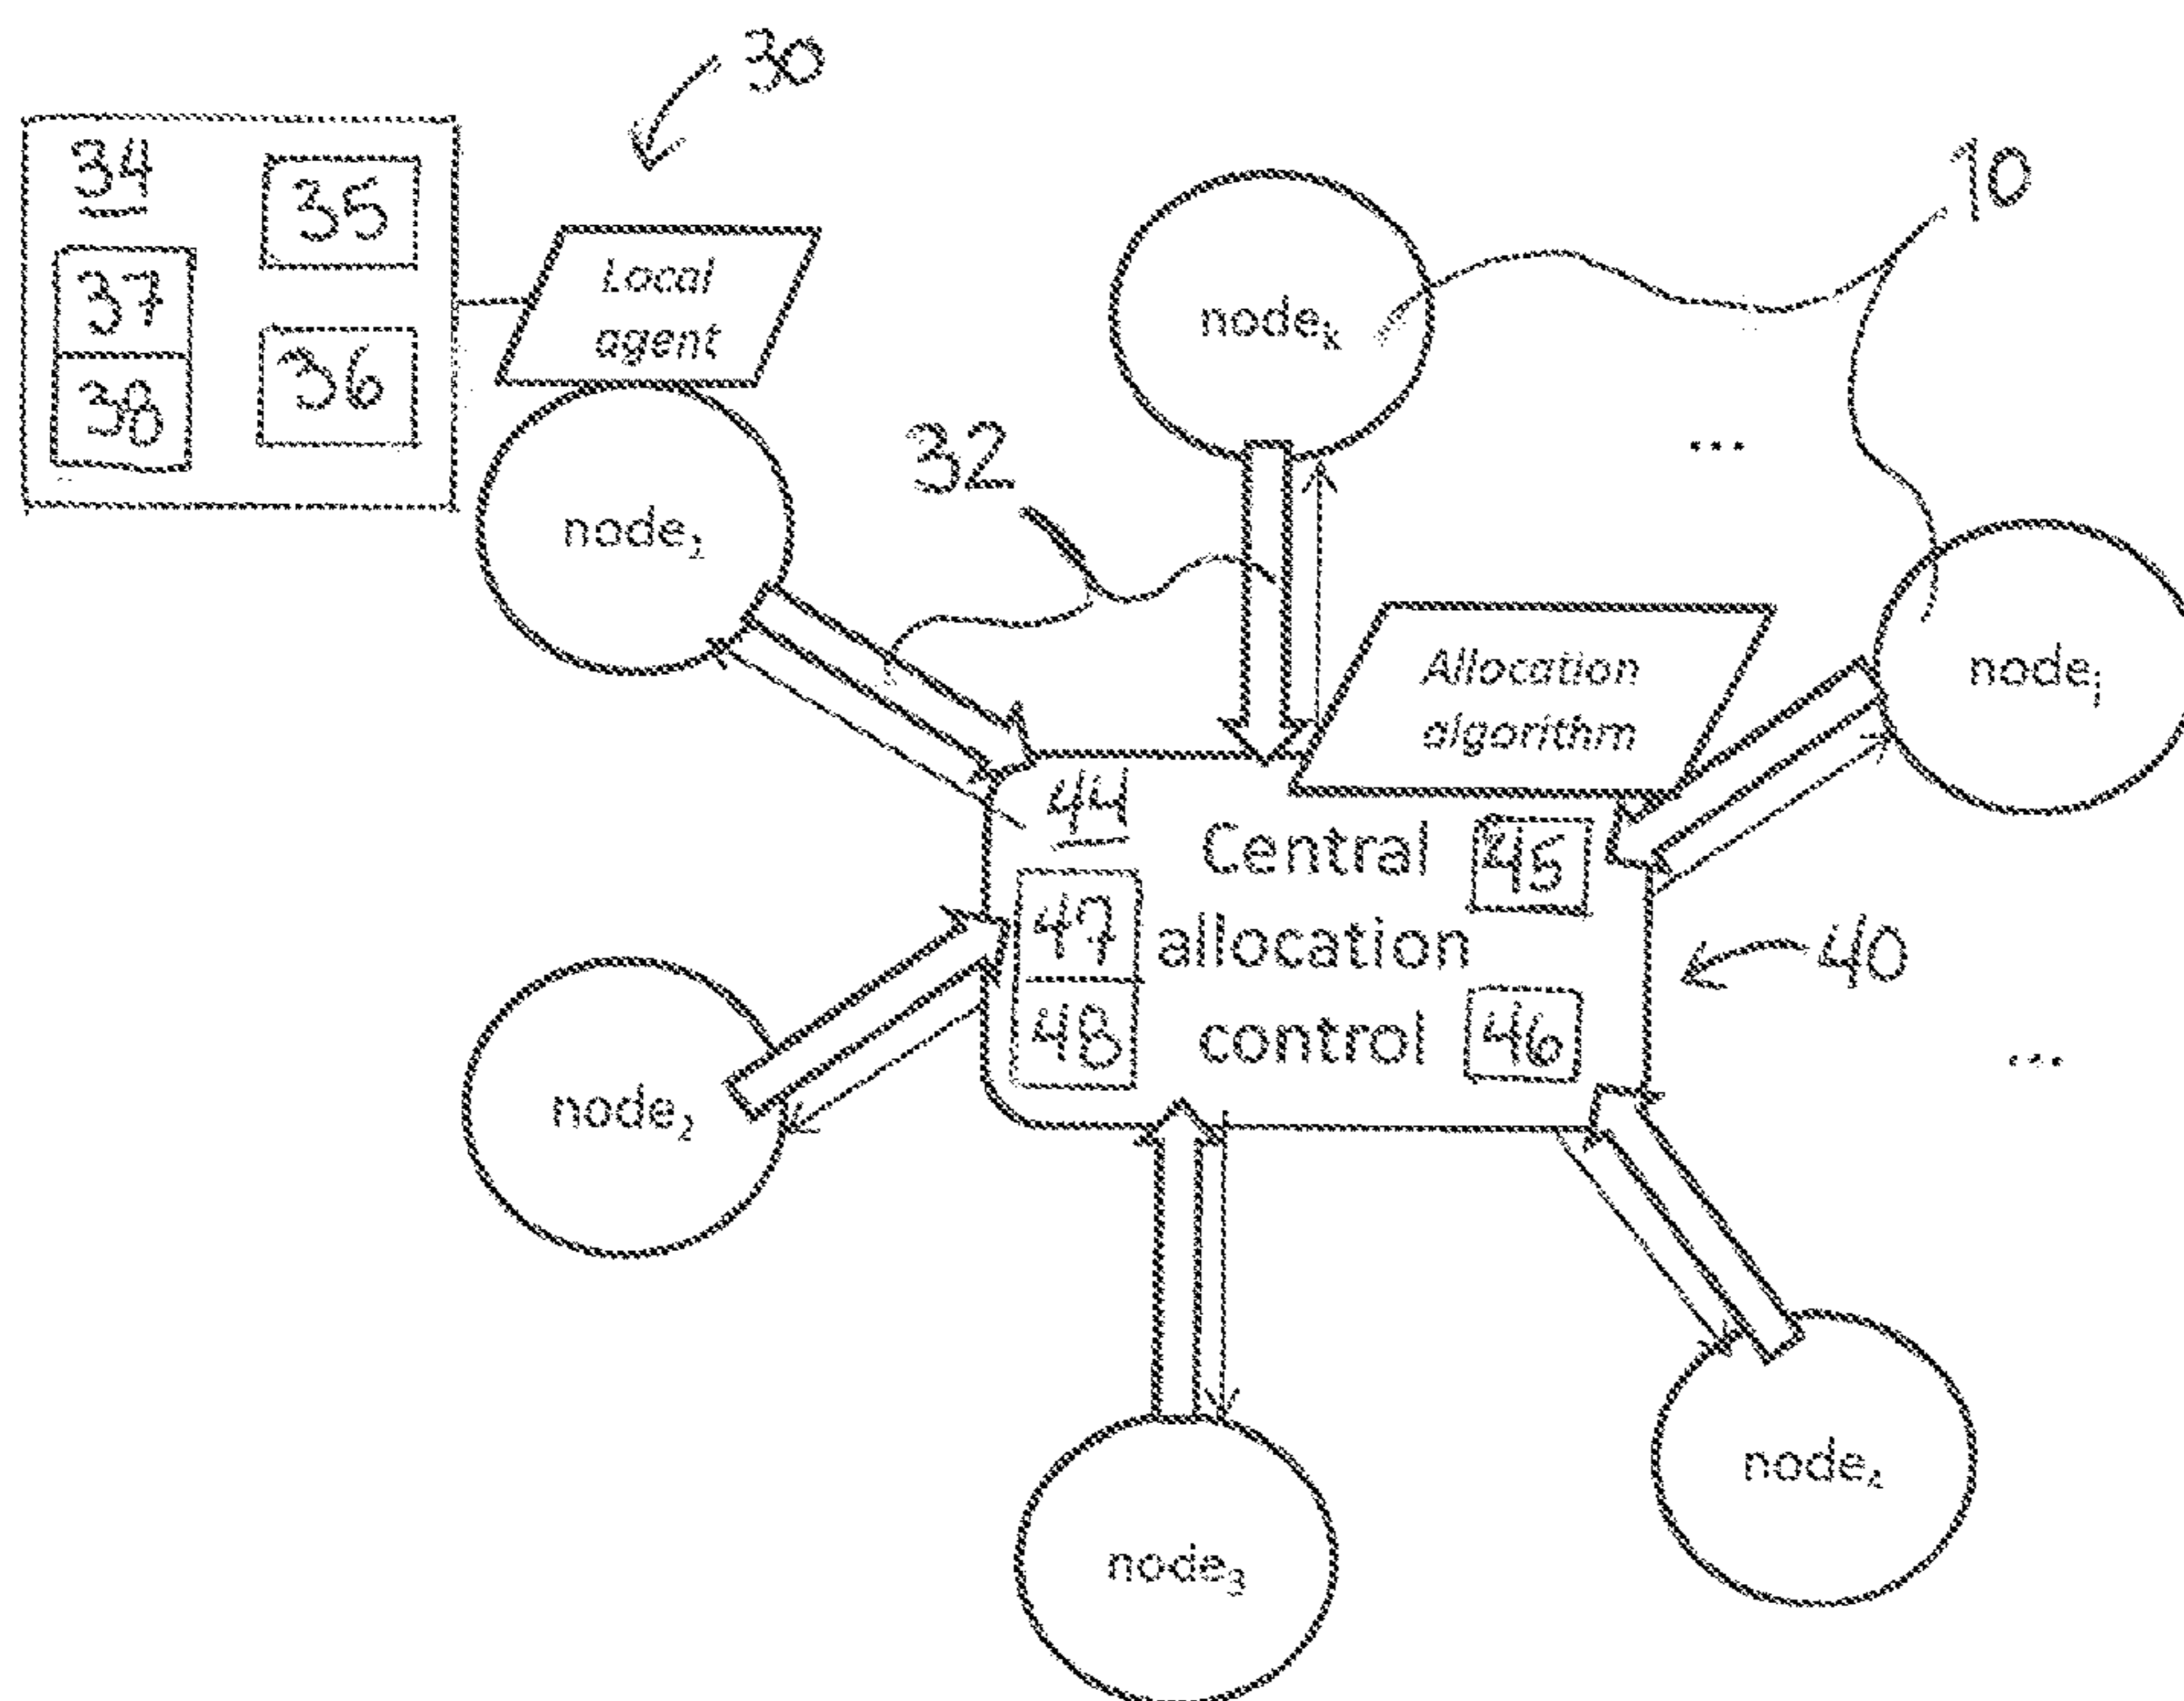 30
34
35
37
36
38
Local
agent
node₁
32
nodeₖ
10
...
nodeⱼ
Allocation
algorithm
44
Central
45
47
allocation
48
control
46
40
...
node₂
node₃
node₄